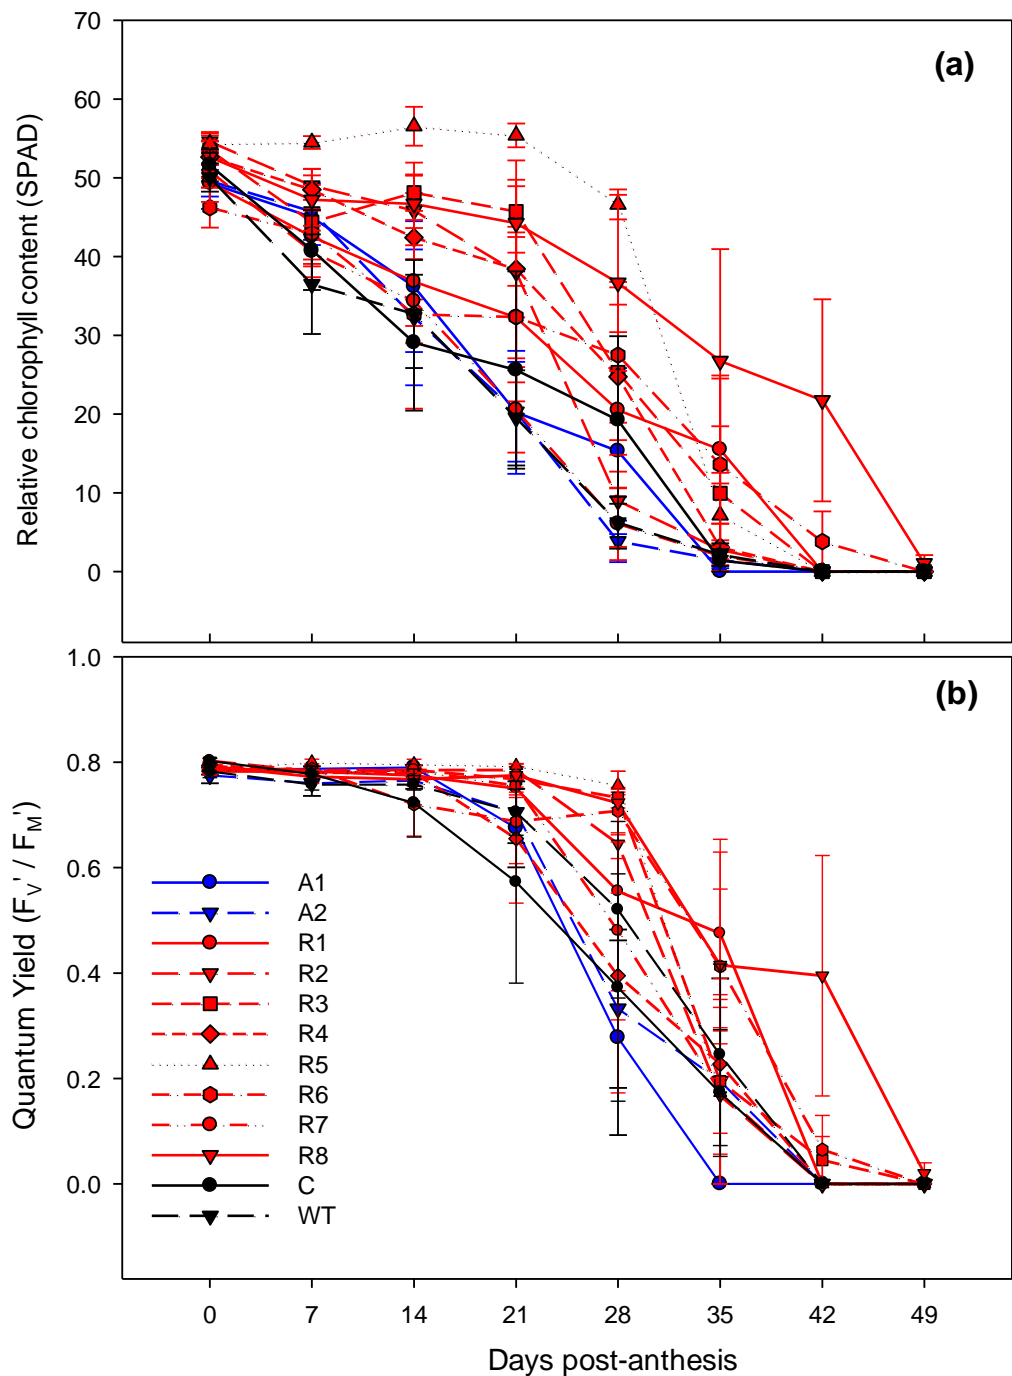 70
(a)
60
50
40
30
20
10
0
Relative chlorophyll content (SPAD)
1.0
(b)
0.8
0.6
0.4
0.2
0.0
Quantum Yield (FV' / FM')
A1
A2
R1
R2
R3
R4
R5
R6
R7
R8
C
WT
0 7 14 21 28 35 42 49
Days post-anthesis